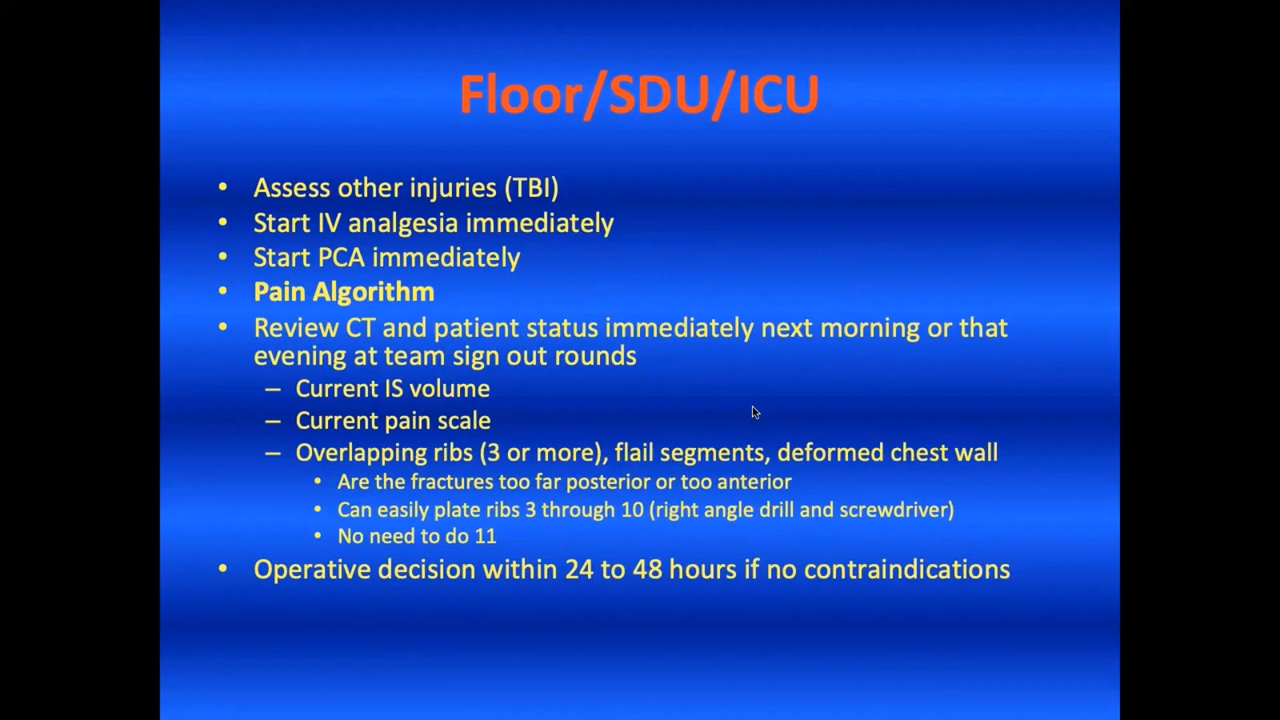 Floor/SDU/ICU
• Assess other injuries (TBI)
• Start IV analgesia immediately
• Start PCA immediately
• Pain Algorithm
• Review CT and patient status immediately next morning or that
evening at team sign out rounds
– Current IS volume
– Current pain scale
– Overlapping ribs (3 or more), flail segments, deformed chest wall
• Are the fractures too far posterior or too anterior
• Can easily plate ribs 3 through 10 (right angle drill and screwdriver)
• No need to do 11
• Operative decision within 24 to 48 hours if no contraindications